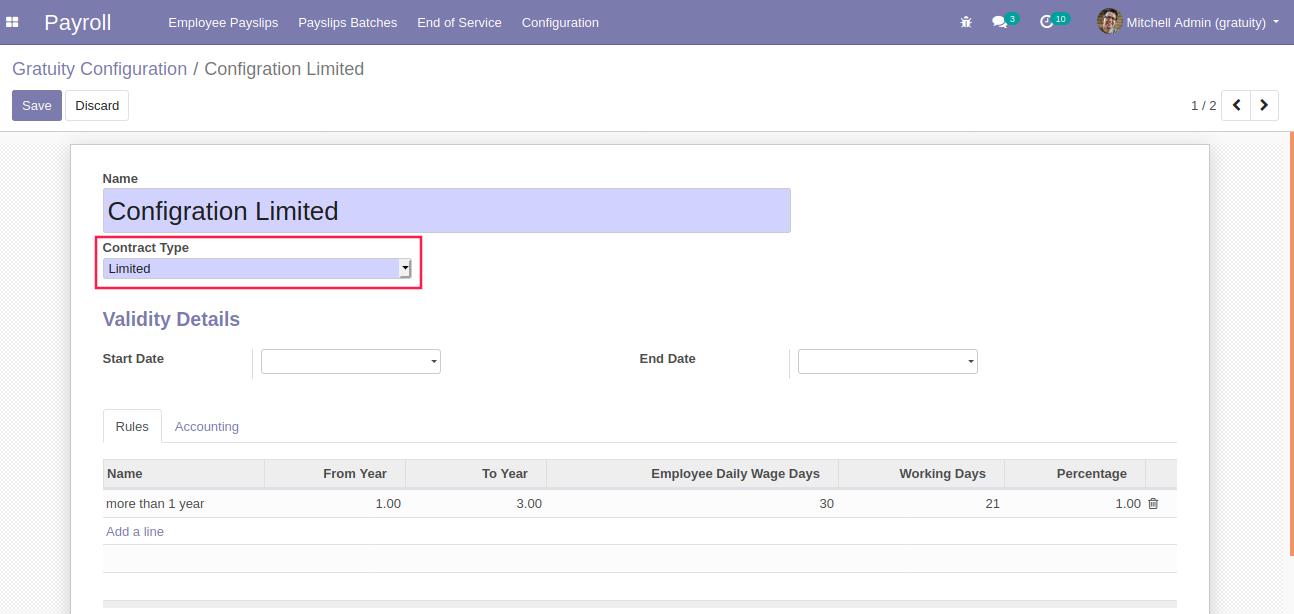 Payroll Employee Payslips Payslips Batches End of Service Configuration 3 10 Mitchell Admin (gratuity)
Gratuity Configuration / Configration Limited
Save Discard 1 / 2
Name
Configration Limited
Contract Type
Limited
Validity Details
Start Date End Date
Rules Accounting
Name From Year To Year Employee Daily Wage Days Working Days Percentage
more than 1 year 1.00 3.00 30 21 1.00
Add a line